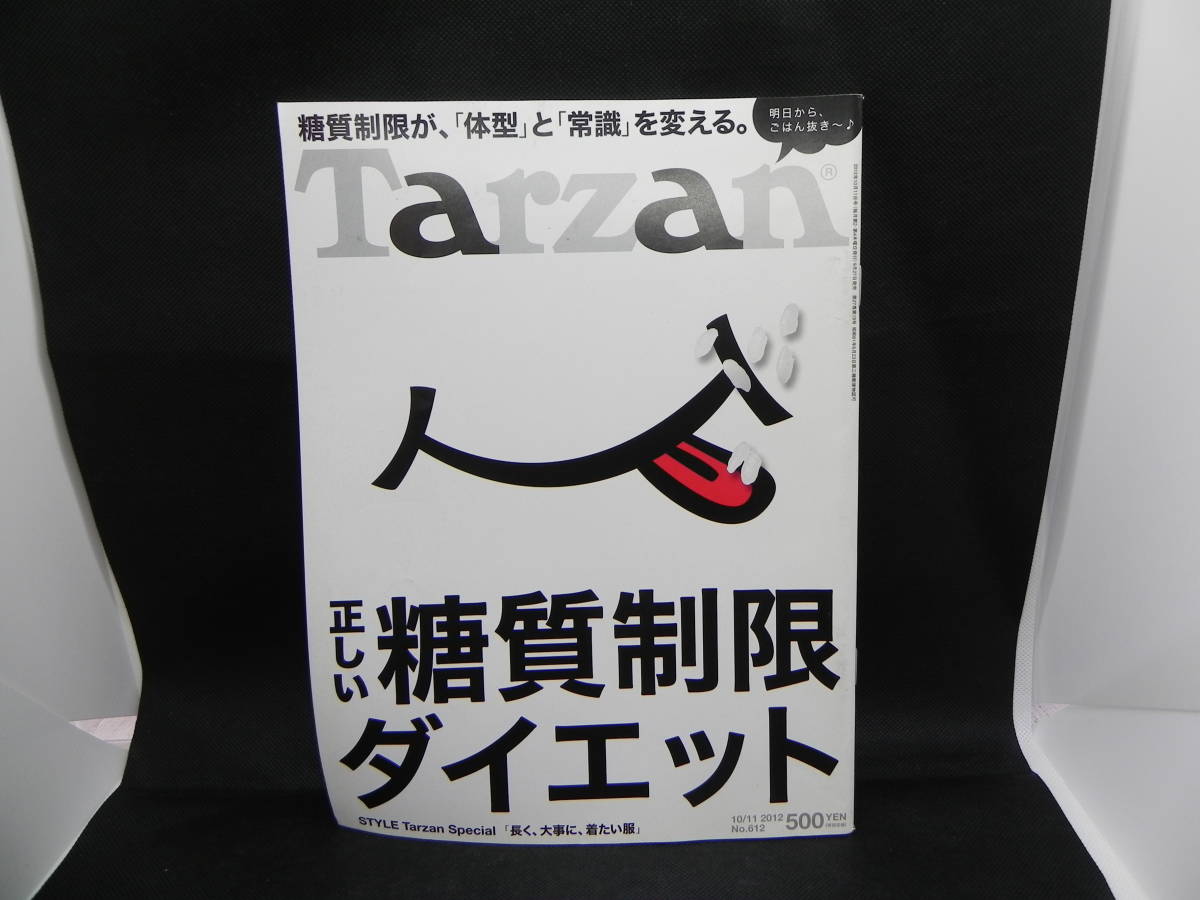 糖質制限が、「体型」と「常識」を変える。
明日から、
ごはん抜き〜♪
Tarzan®
正しい
糖質制限
ダイエット
STYLE Tarzan Special 「長く、大事に、着たい服」
10/11 2012
No.612
500 YEN